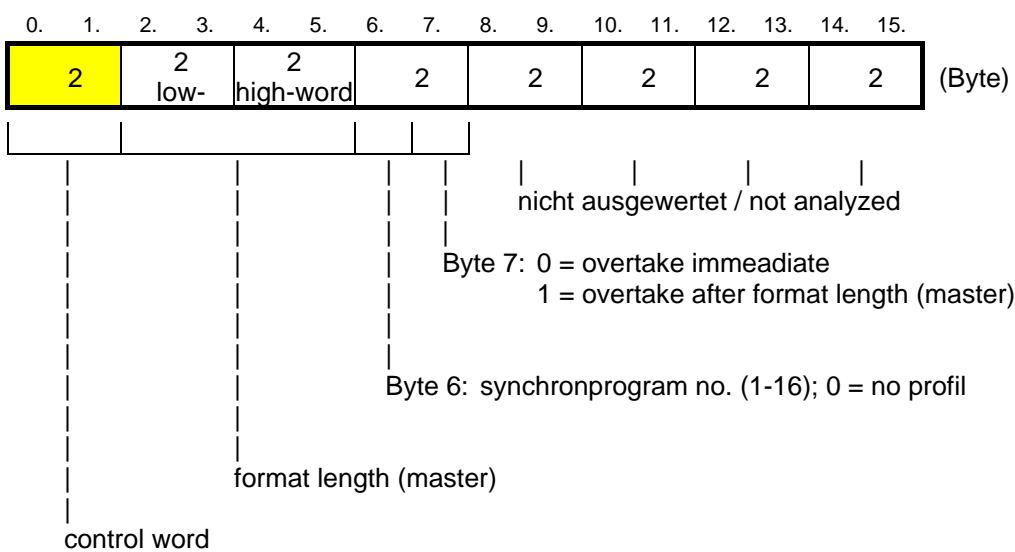 0. 1. 2. 3. 4. 5. 6. 7. 8. 9. 10. 11. 12. 13. 14. 15.
2 2 2 2 2 2 2 2 (Byte)
low- high-word
nicht ausgewertet / not analyzed
Byte 7: 0 = overtake immeadiate
1 = overtake after format length (master)
Byte 6: synchronprogram no. (1-16); 0 = no profil
format length (master)
control word